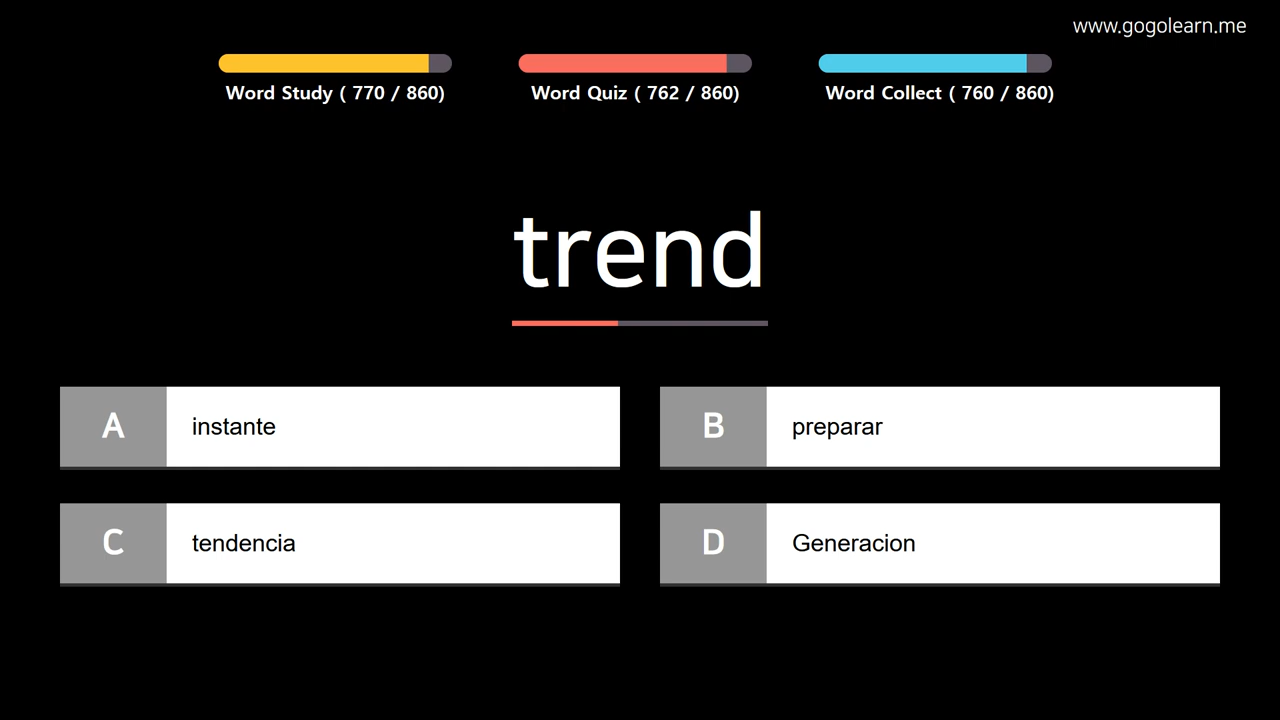 www.gogolearn.me
Word Study ( 770 / 860)
Word Quiz ( 762 / 860)
Word Collect ( 760 / 860)
trend
A
instante
B
preparar
C
tendencia
D
Generacion